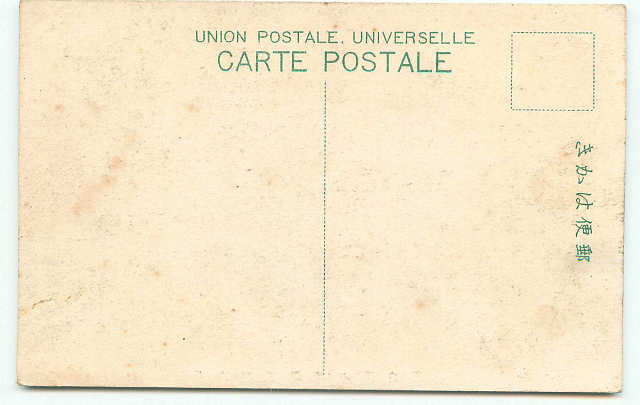 UNION POSTALE. UNIVERSELLE
CARTE POSTALE
郵便はかき